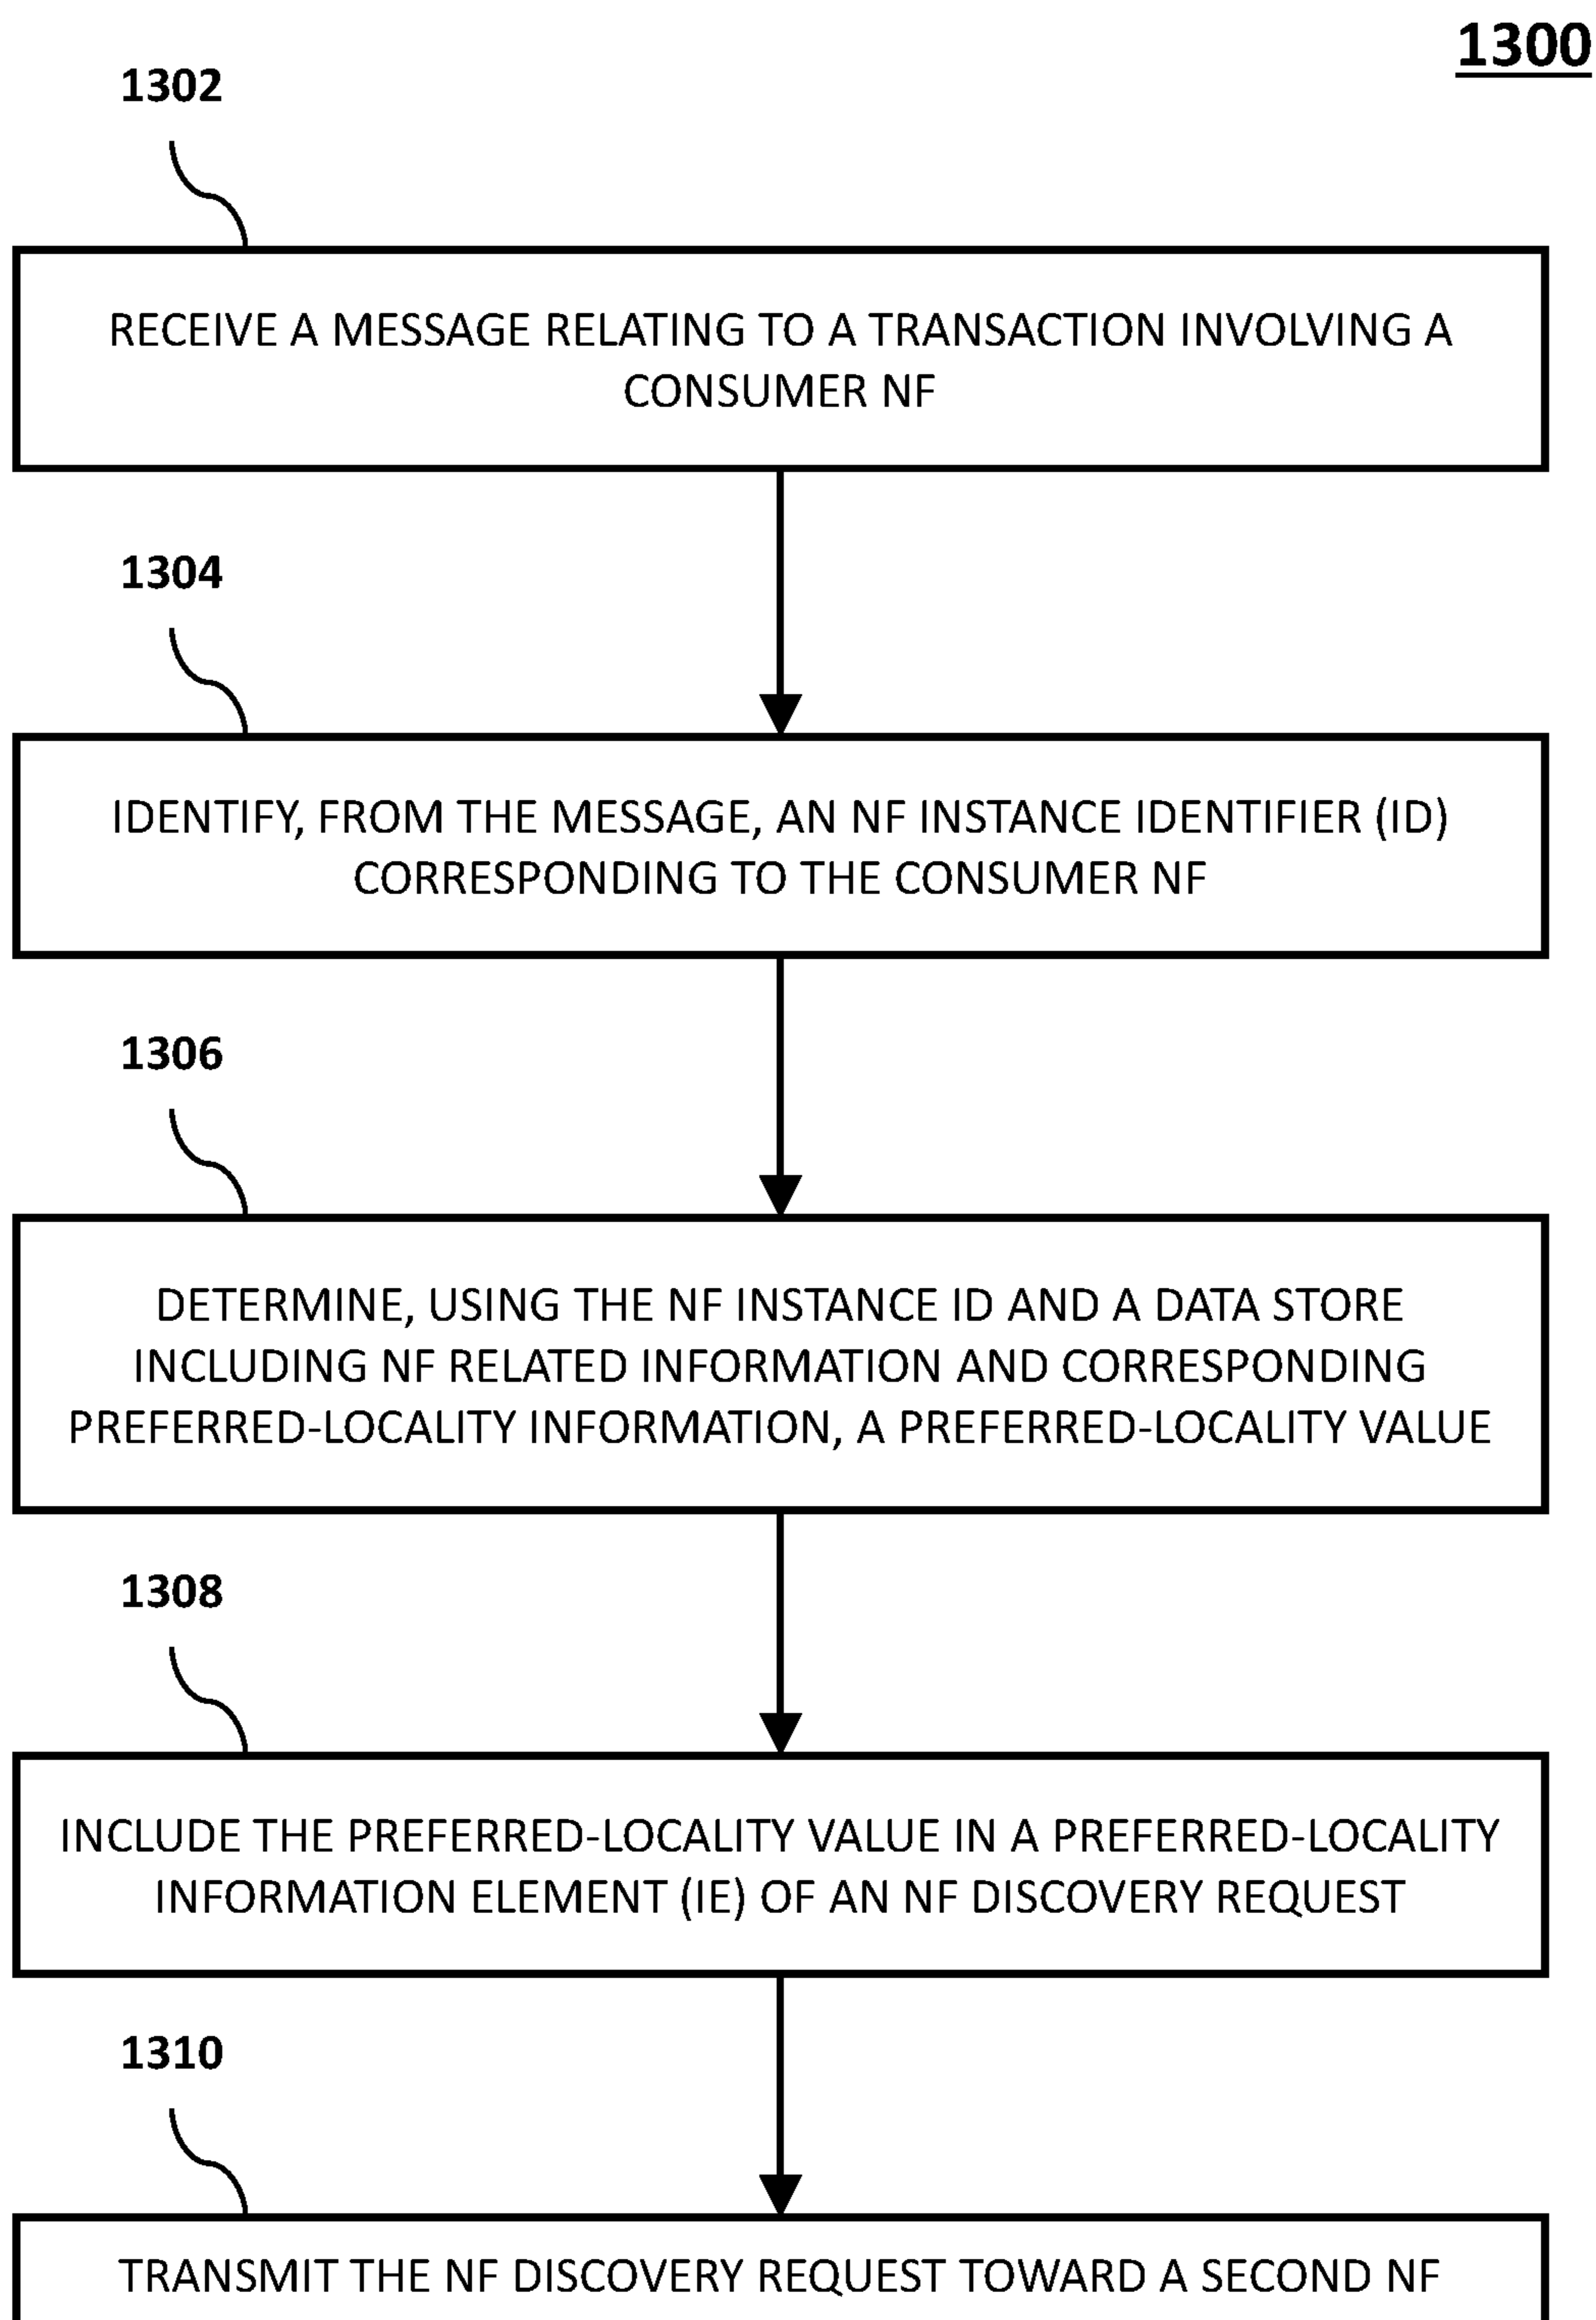 1300
1302
RECEIVE A MESSAGE RELATING TO A TRANSACTION INVOLVING A
CONSUMER NF
1304
IDENTIFY, FROM THE MESSAGE, AN NF INSTANCE IDENTIFIER (ID)
CORRESPONDING TO THE CONSUMER NF
1306
DETERMINE, USING THE NF INSTANCE ID AND A DATA STORE
INCLUDING NF RELATED INFORMATION AND CORRESPONDING
PREFERRED-LOCALITY INFORMATION, A PREFERRED-LOCALITY VALUE
1308
INCLUDE THE PREFERRED-LOCALITY VALUE IN A PREFERRED-LOCALITY
INFORMATION ELEMENT (IE) OF AN NF DISCOVERY REQUEST
1310
TRANSMIT THE NF DISCOVERY REQUEST TOWARD A SECOND NF